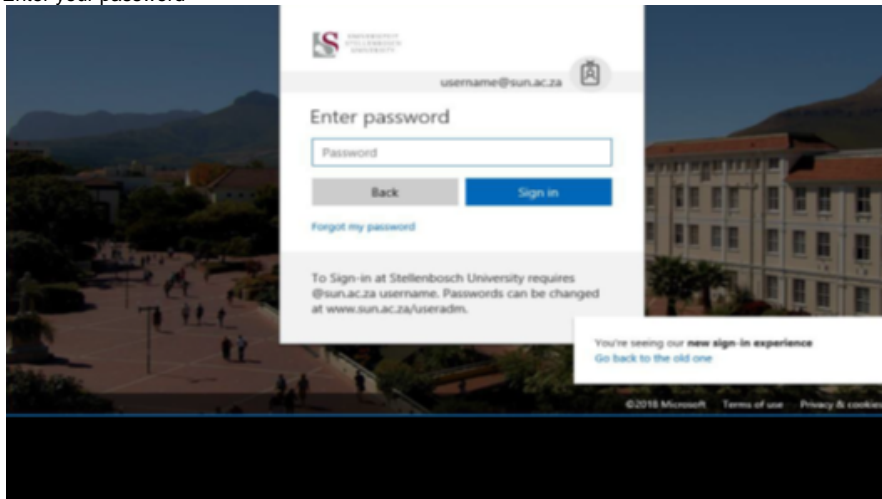 Enter your password
UNIVERSITEIT
STELLENBOSCH
UNIVERSITY
username@sun.ac.za
Enter password
Password
Back
Sign in
Forgot my password
To Sign-in at Stellenbosch University requires
@sun.ac.za username. Passwords can be changed
at www.sun.ac.za/useradm.
You're seeing our new sign-in experience
Go back to the old one
©2018 Microsoft Terms of use Privacy & cookies